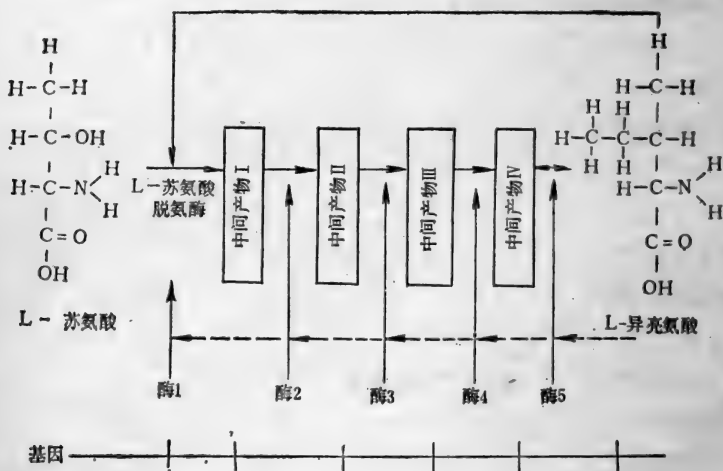 H
H-C-H
H-C-OH
H-C-N
H
H
C=O
OH
L-苏氨酸
L-苏氨酸
脱氨酶
中间产物I
中间产物II
中间产物III
中间产物IV
H
H-C-H
H H
H-C-C-C-H
H H
H-C-N
H
H
C=O
OH
L-异亮氨酸
酶1
酶2
酶3
酶4
酶5
基因